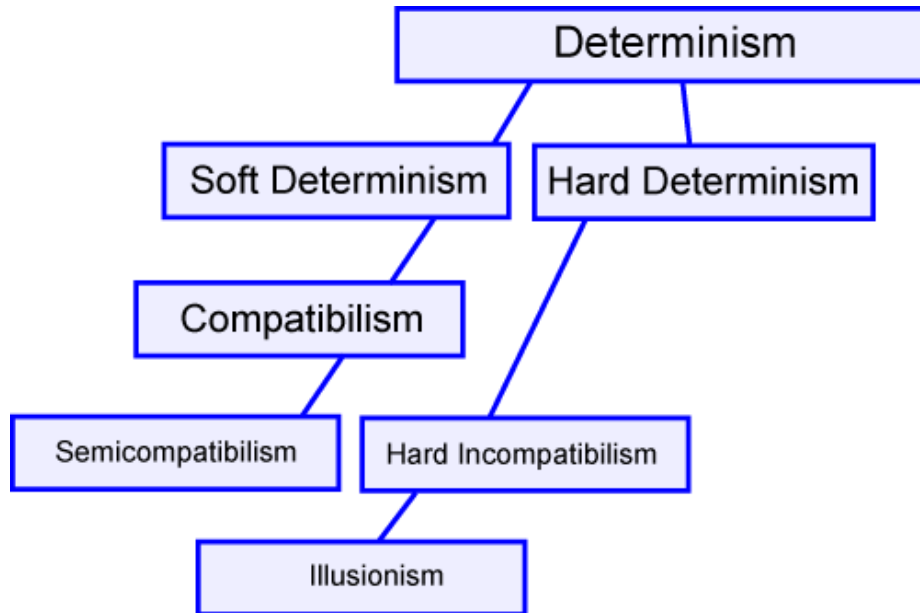 Determinism
Soft Determinism
Hard Determinism
Compatibilism
Semicompatibilism
Hard Incompatibilism
Illusionism